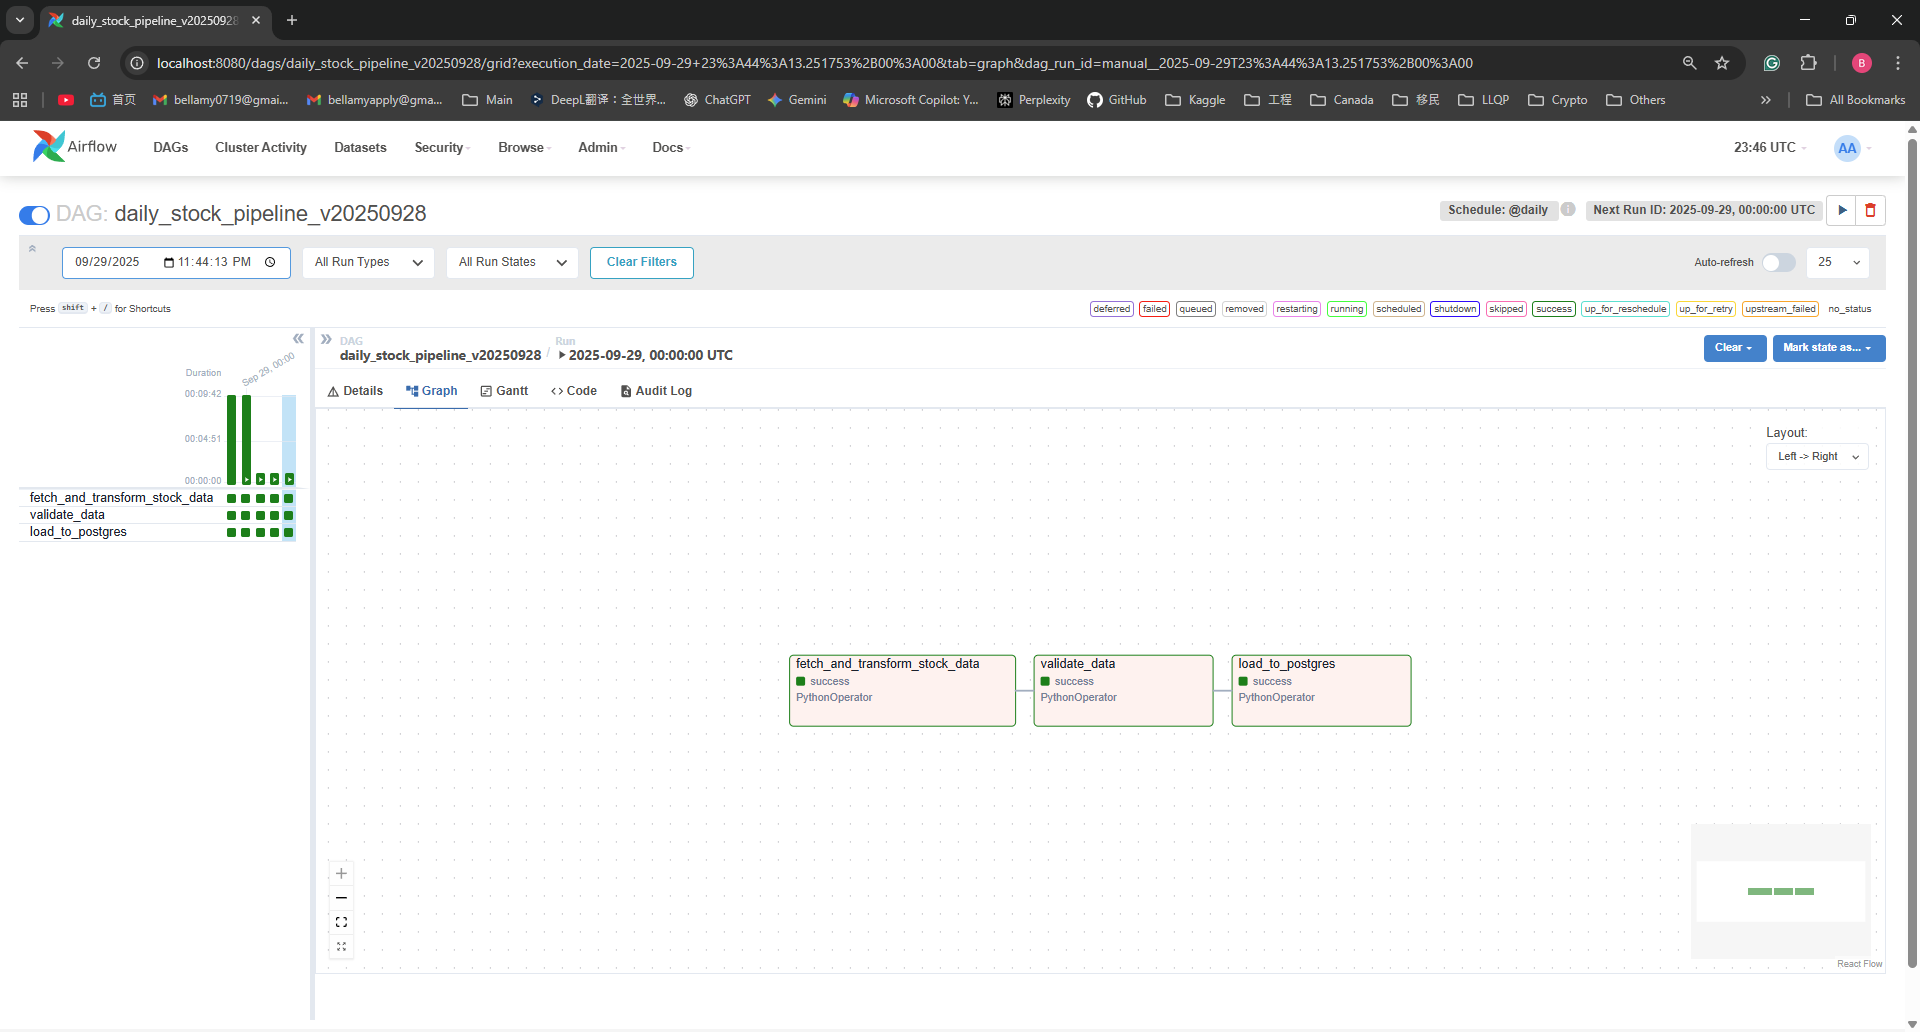 daily_stock_pipeline_v20250928
localhost:8080/dags/daily_stock_pipeline_v20250928/grid?execution_date=2025-09-29+23%3A44%3A13.251753%2B00%3A00&tab=graph&dag_run_id=manual__2025-09-29T23%3A44%3A13.251753%2B00%3A00
B
首页 bellamy0719@gmai... bellamyapply@gma... Main DeepL翻译：全世界... ChatGPT Gemini Microsoft Copilot: Y... Perplexity GitHub Kaggle 工程 Canada 移民 LLQP Crypto Others » All Bookmarks
Airflow DAGs Cluster Activity Datasets Security Browse Admin Docs 23:46 UTC AA
DAG: daily_stock_pipeline_v20250928 Schedule: @daily i Next Run ID: 2025-09-29, 00:00:00 UTC
09/29/2025 11:44:13 PM All Run Types All Run States Clear Filters Auto-refresh 25
Press shift + / for Shortcuts deferred failed queued removed restarting running scheduled shutdown skipped success up_for_reschedule up_for_retry upstream_failed no_status
DAG
daily_stock_pipeline_v20250928 / Run
2025-09-29, 00:00:00 UTC
Clear Mark state as...
Details Graph Gantt Code Audit Log
Duration
Sep 29, 00:00
00:09:42
00:04:51
00:00:00
fetch_and_transform_stock_data
validate_data
load_to_postgres
Layout:
Left -> Right
fetch_and_transform_stock_data
success
PythonOperator
validate_data
success
PythonOperator
load_to_postgres
success
PythonOperator
React Flow